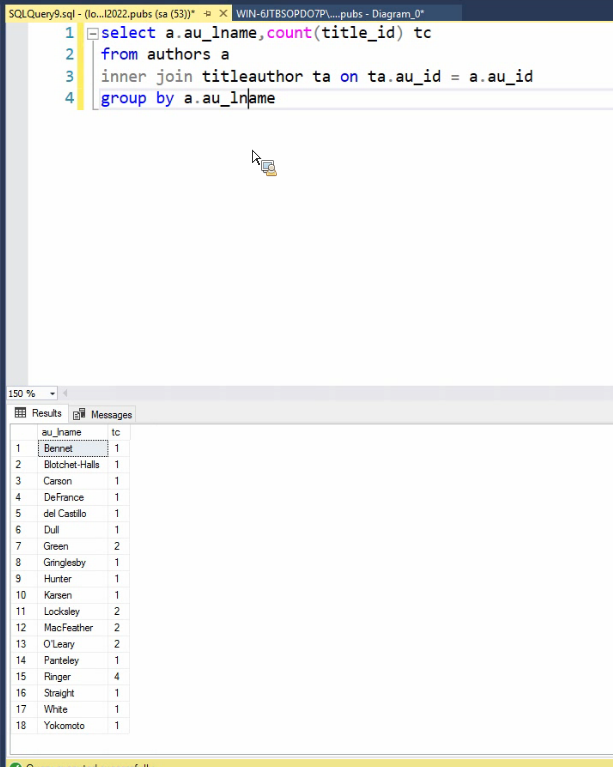 SQLQuery9.sql - (lo...l2022.pubs (sa (53))* WIN-6JTBSOPDO7P\....pubs - Diagram_0*
1 select a.au_lname,count(title_id) tc
2 from authors a
3 inner join titleauthor ta on ta.au_id = a.au_id
4 group by a.au_lname
150 %
Results Messages
au_lname tc
1 Bennet 1
2 Blotchet-Halls 1
3 Carson 1
4 DeFrance 1
5 del Castillo 1
6 Dull 1
7 Green 2
8 Gringlesby 1
9 Hunter 1
10 Karsen 1
11 Locksley 2
12 MacFeather 2
13 O'Leary 2
14 Panteley 1
15 Ringer 4
16 Straight 1
17 White 1
18 Yokomoto 1